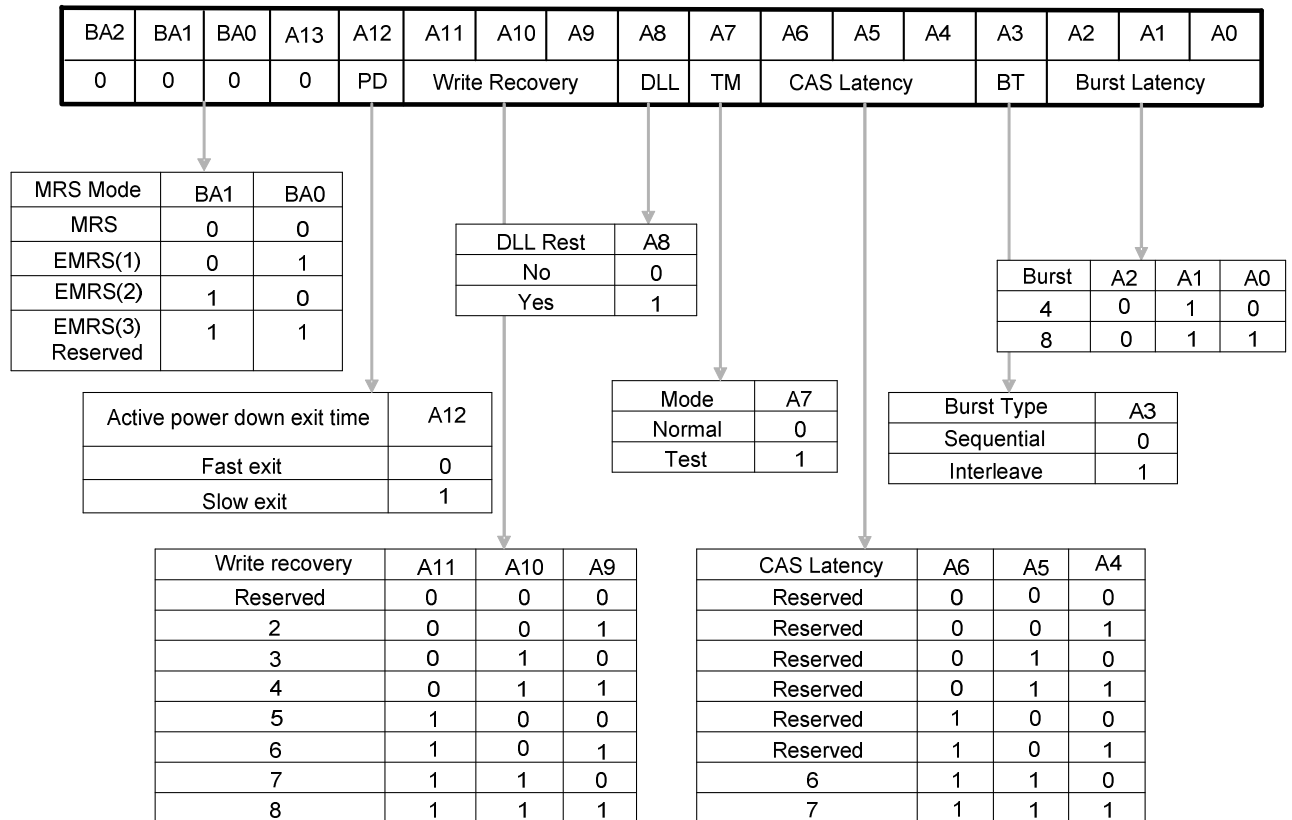 BA2 BA1 BA0 A13 A12 A11 A10 A9 A8 A7 A6 A5 A4 A3 A2 A1 A0
0 0 0 0 PD Write Recovery DLL TM CAS Latency BT Burst Latency
MRS Mode BA1 BA0
MRS 0 0
EMRS(1) 0 1
EMRS(2) 1 0
EMRS(3) 1 1
Reserved
DLL Rest A8
No 0
Yes 1
Burst A2 A1 A0
4 0 1 0
8 0 1 1
Active power down exit time A12
Fast exit 0
Slow exit 1
Mode A7
Normal 0
Test 1
Burst Type A3
Sequential 0
Interleave 1
Write recovery A11 A10 A9
Reserved 0 0 0
2 0 0 1
3 0 1 0
4 0 1 1
5 1 0 0
6 1 0 1
7 1 1 0
8 1 1 1
CAS Latency A6 A5 A4
Reserved 0 0 0
Reserved 0 0 1
Reserved 0 1 0
Reserved 0 1 1
Reserved 1 0 0
Reserved 1 0 1
6 1 1 0
7 1 1 1